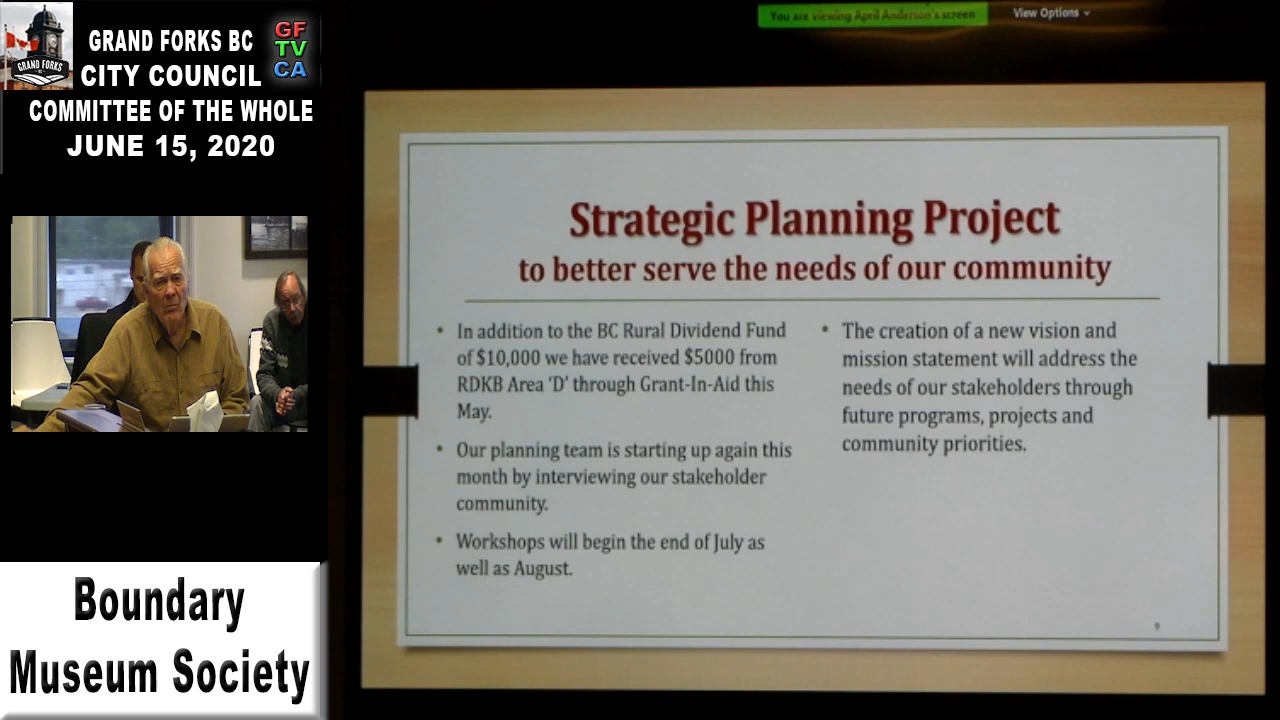 GRAND FORKS BC
CITY COUNCIL
COMMITTEE OF THE WHOLE
JUNE 15, 2020
GRAND FORKS
BC
GF
TV
CA
You are viewing April Anderson's screen
View Options
Strategic Planning Project
to better serve the needs of our community
• In addition to the BC Rural Dividend Fund
of $10,000 we have received $5000 from
RDKB Area 'D' through Grant-In-Aid this
May.
• Our planning team is starting up again this
month by interviewing our stakeholder
community.
• Workshops will begin the end of July as
well as August.
• The creation of a new vision and
mission statement will address the
needs of our stakeholders through
future programs, projects and
community priorities.
9
Boundary
Museum Society